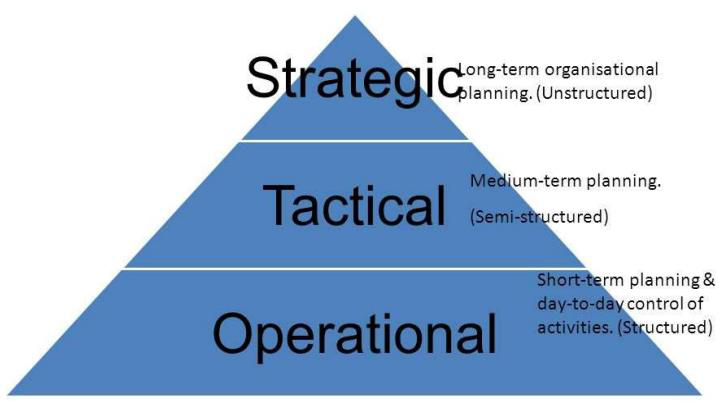 Strategic
Long-term organisational
planning. (Unstructured)
Tactical
Medium-term planning.
(Semi-structured)
Operational
Short-term planning &
day-to-day control of
activities. (Structured)